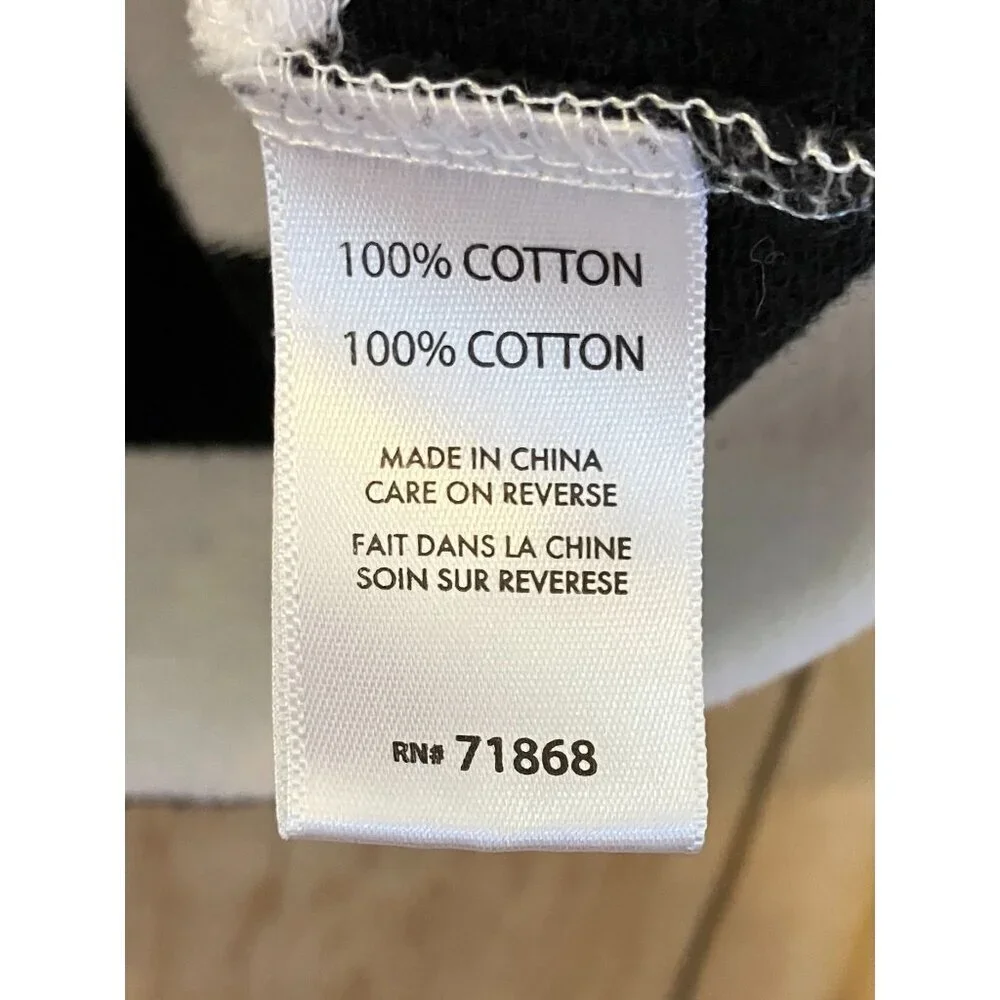 100% COTTON
100% COTTON
MADE IN CHINA
CARE ON REVERSE
FAIT DANS LA CHINE
SOIN SUR REVERESE
RN# 71868